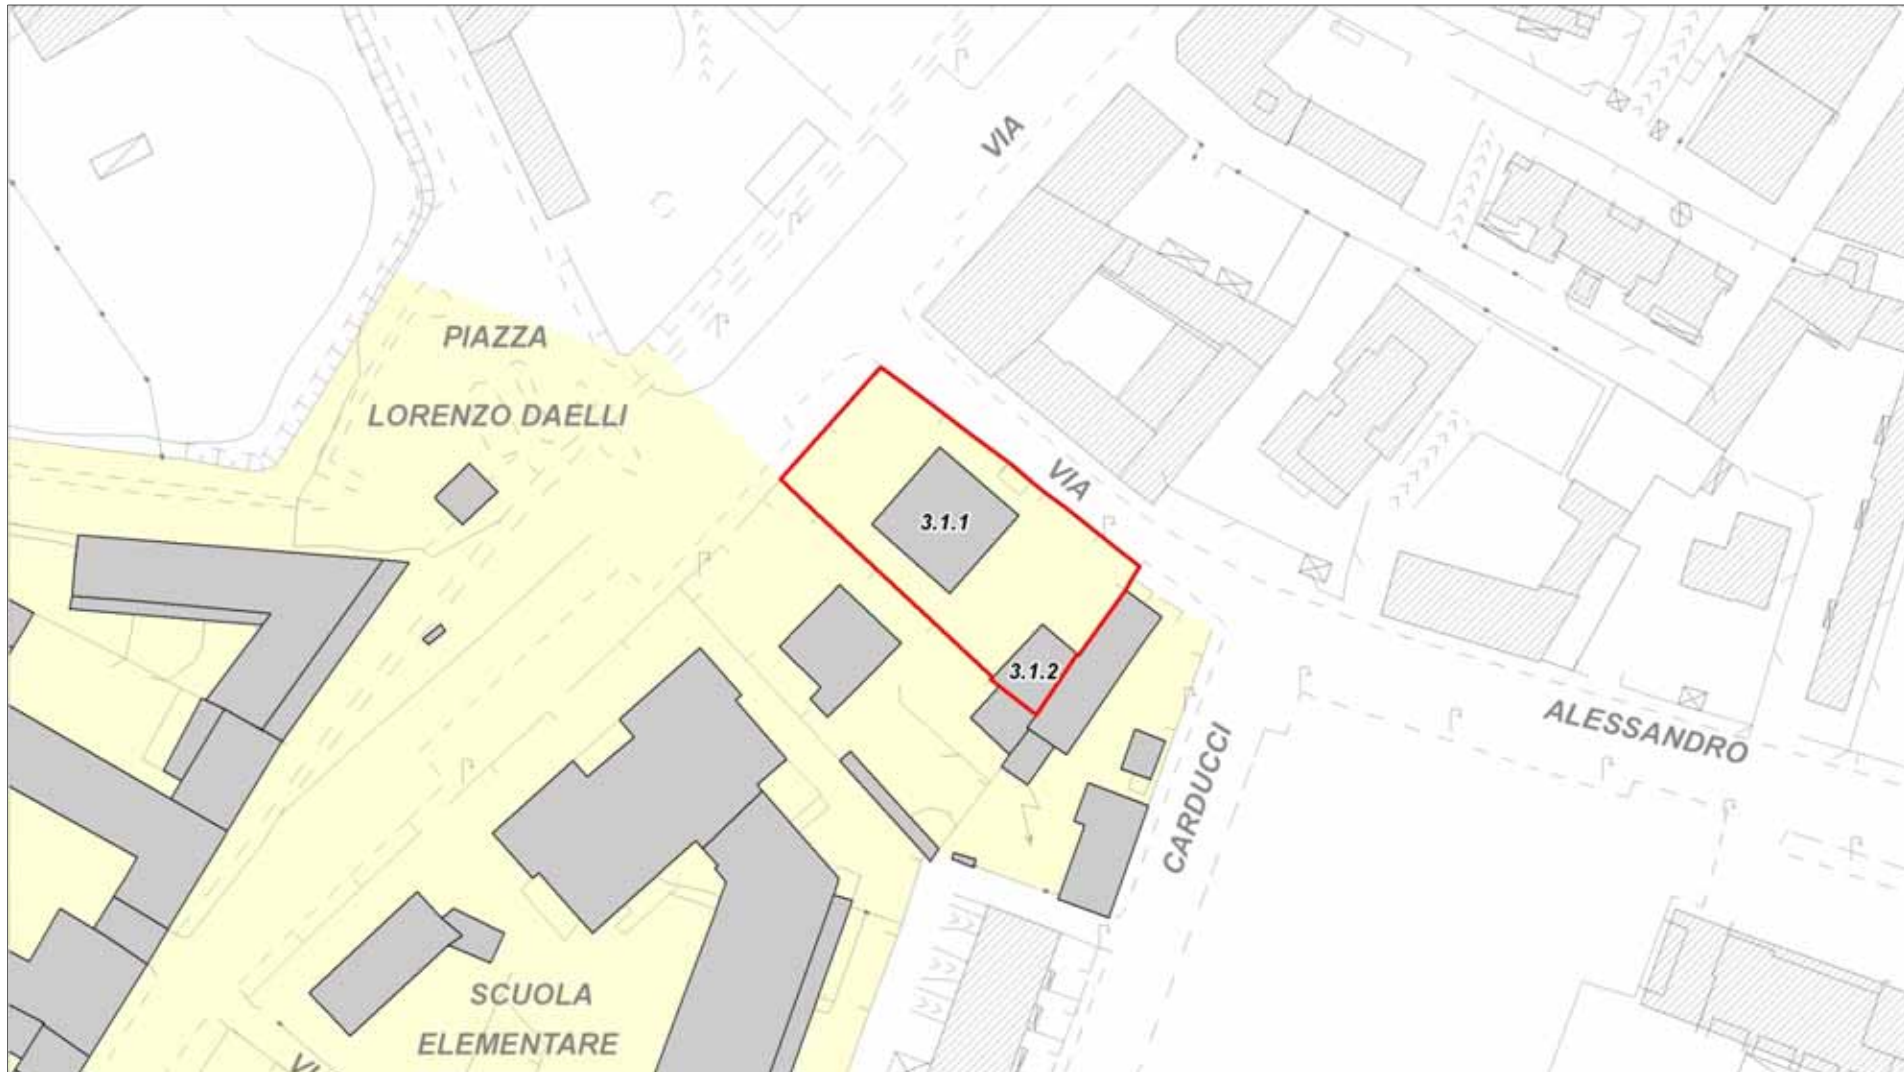 VIA
PIAZZA
LORENZO DAELLI
VIA
3.1.1
3.1.2
ALESSANDRO
CARDUCCI
SCUOLA
ELEMENTARE